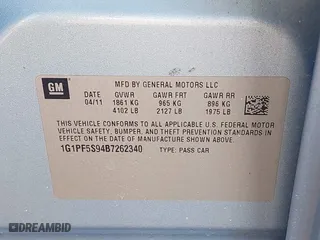 GM
MFD BY GENERAL MOTORS LLC
DATE GVWR GAWR FRT GAWR RR
04/11 1861 KG 965 KG 896 KG
4102 LB 2127 LB 1975 LB
THIS VEHICLE CONFORMS TO ALL APPLICABLE U.S. FEDERAL MOTOR
VEHICLE SAFETY, BUMPER, AND THEFT PREVENTION STANDARDS
IN EFFECT ON THE DATE OF MANUFACTURE SHOWN ABOVE.
1G1PF5S94B7262340 TYPE: PASS CAR
© DEALERSHIP.COM